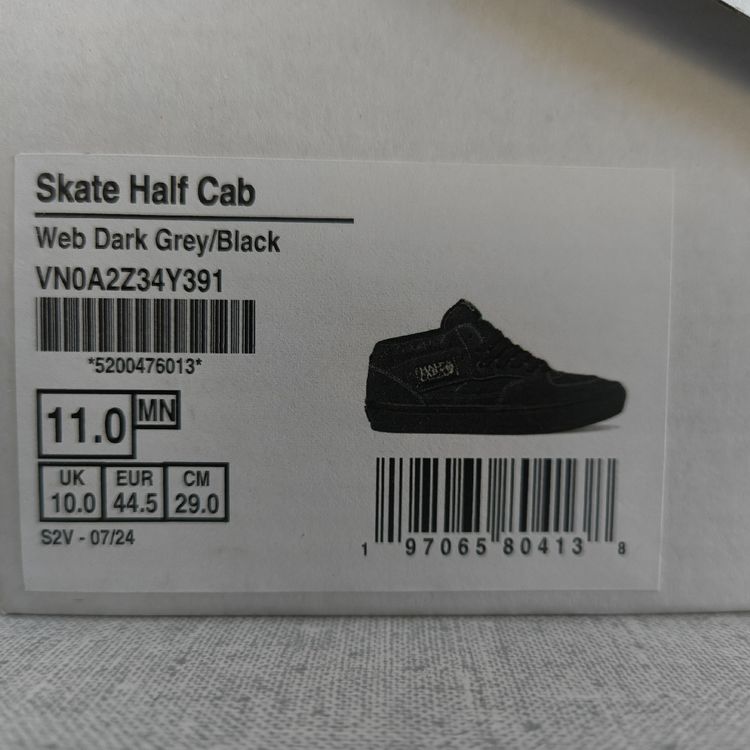 Skate Half Cab
Web Dark Grey/Black
VN0A2Z34Y391
*5200476013*
11.0 MN
UK EUR CM
10.0 44.5 29.0
S2V - 07/24
1 97065 80413 8